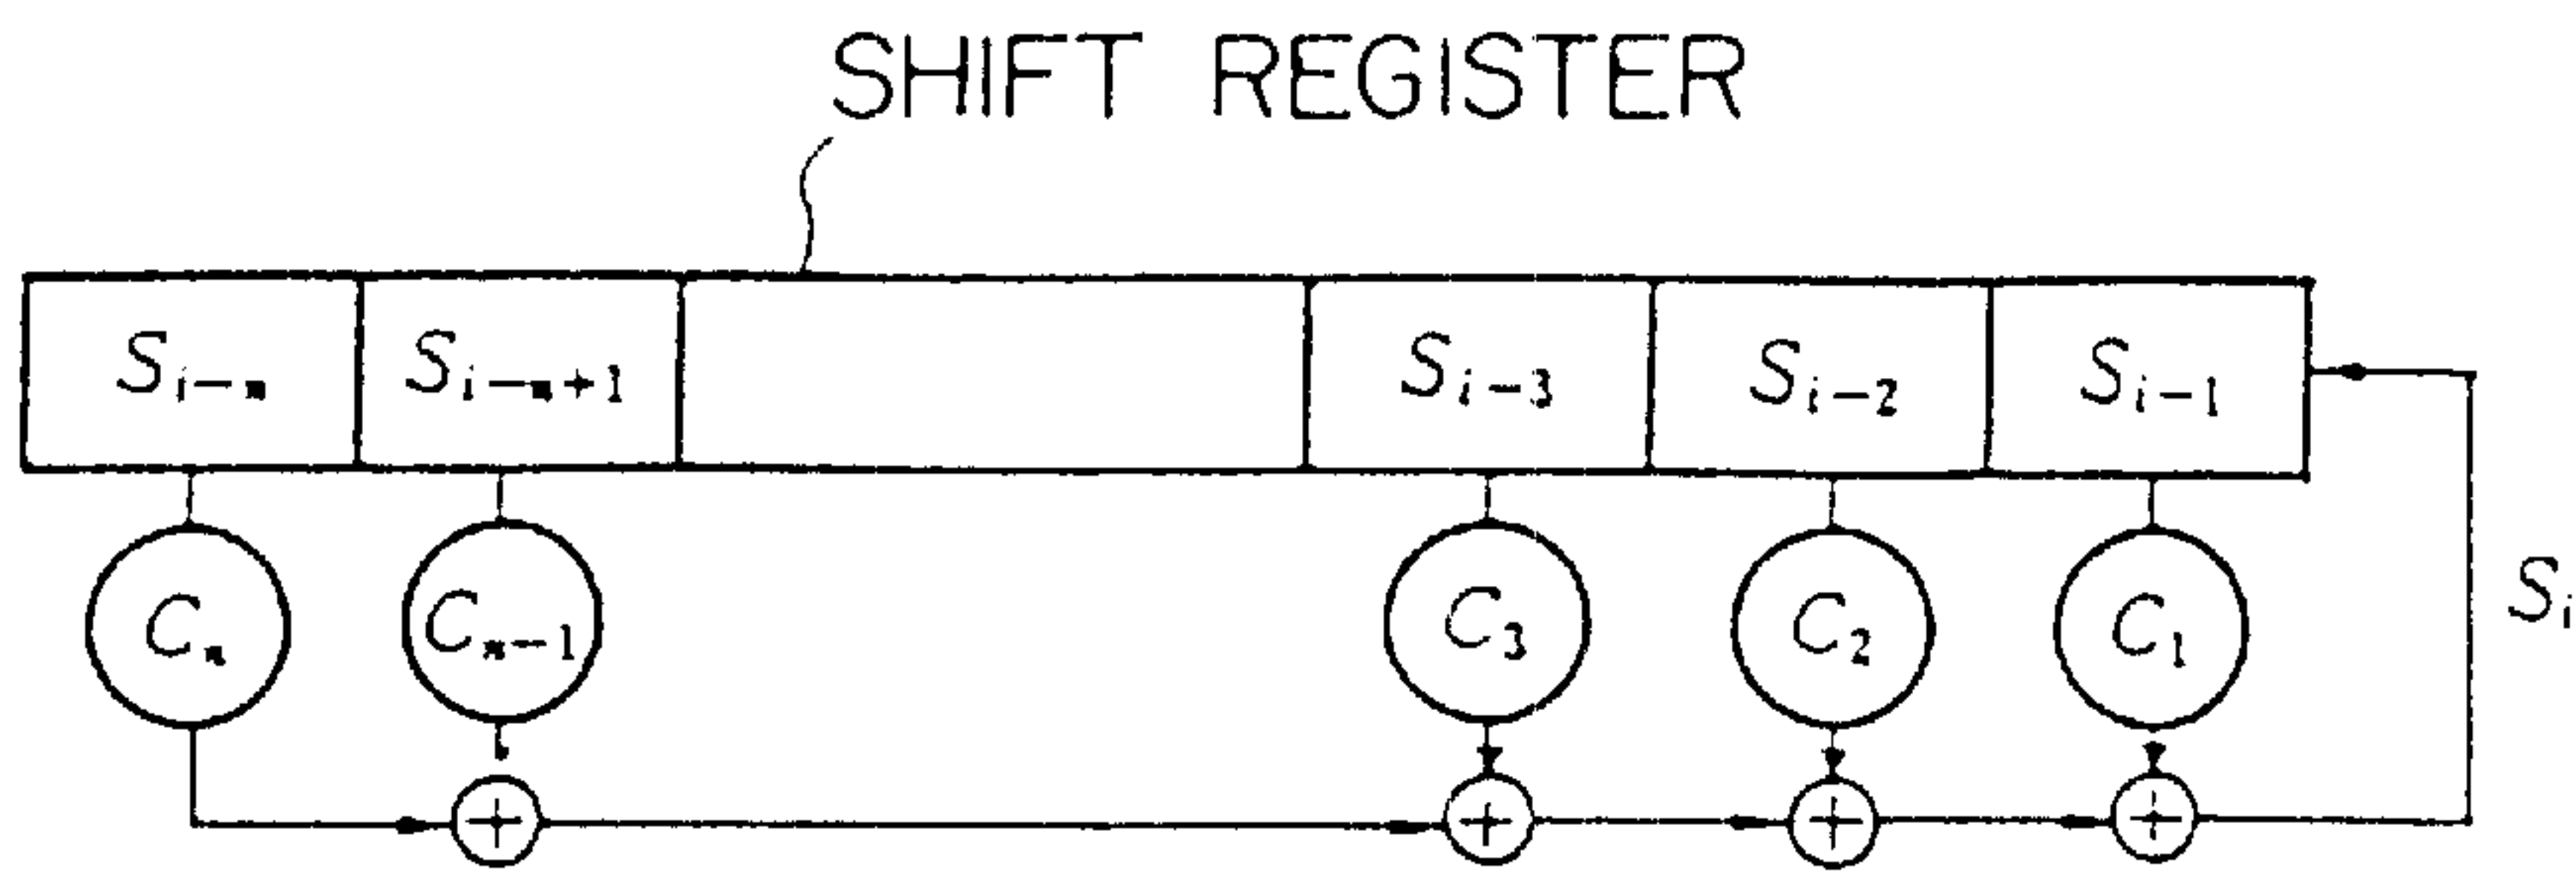 SHIFT REGISTER
S_{i-n} S_{i-n+1} S_{i-3} S_{i-2} S_{i-1}
C_n C_{n-1} C_3 C_2 C_1 S_i
+ + + +